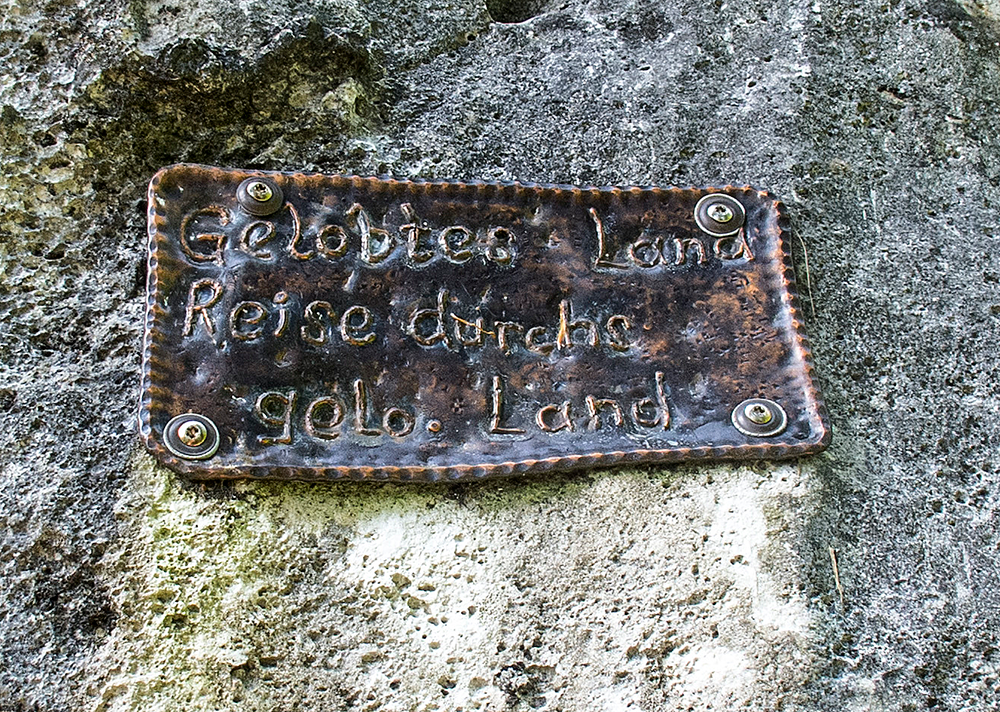 Gelobtes Land
Reise durchs
gelo. Land